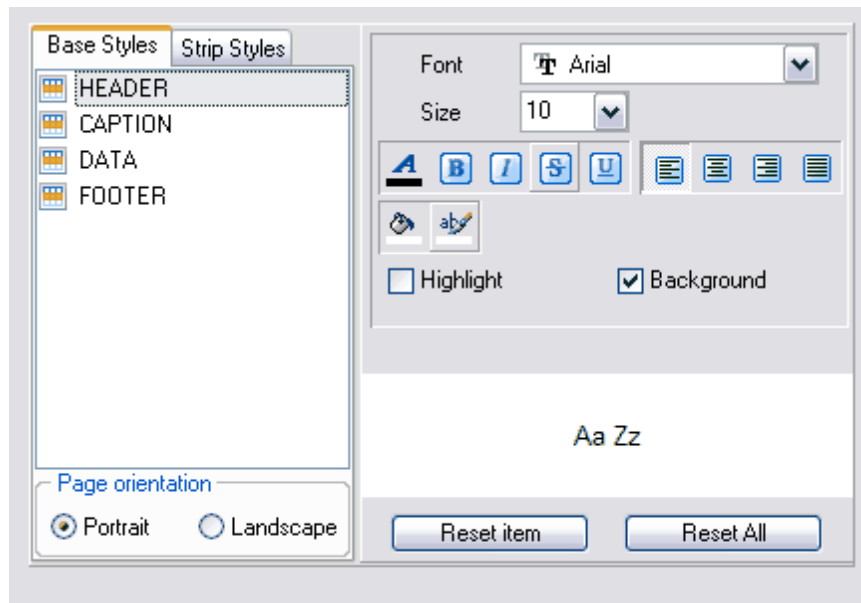 Base Styles Strip Styles
HEADER
CAPTION
DATA
FOOTER
Page orientation
Portrait Landscape
Font Arial
Size 10
A B I S U
ab
Highlight Background
Aa Zz
Reset item Reset All